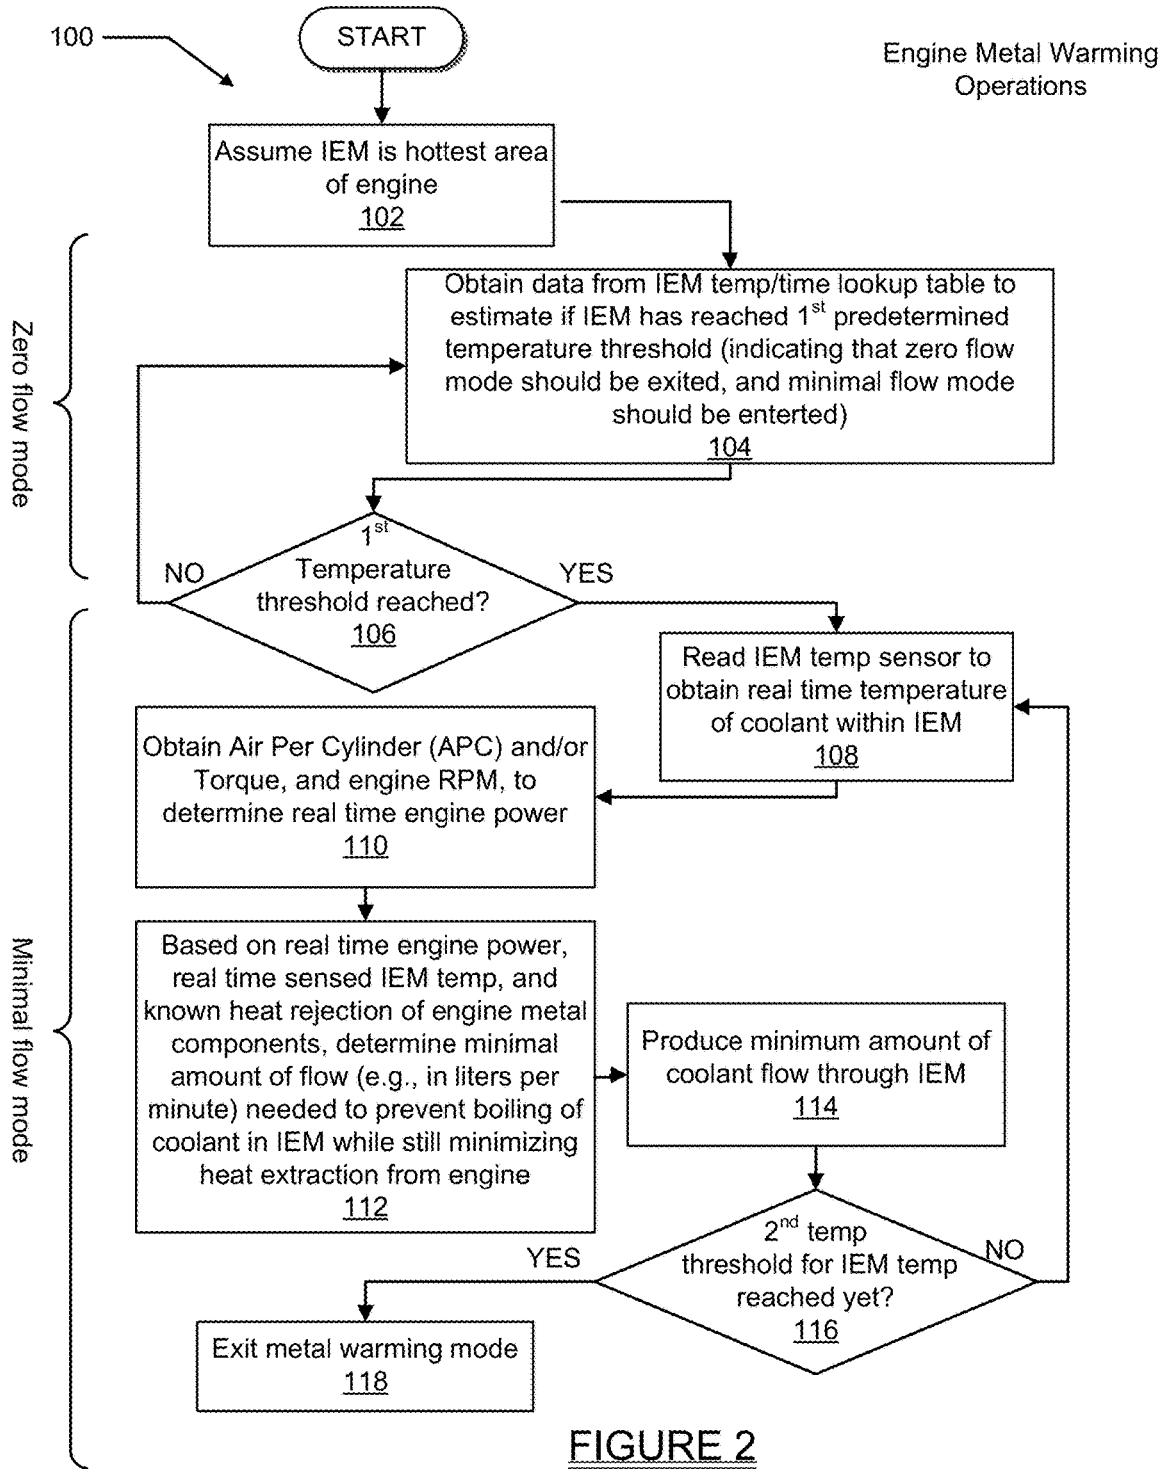 100
START
Engine Metal Warming
Operations
Assume IEM is hottest area
of engine
102
Zero flow mode
Obtain data from IEM temp/time lookup table to
estimate if IEM has reached 1st predetermined
temperature threshold (indicating that zero flow
mode should be exited, and minimal flow mode
should be enterted)
104
1st
Temperature
threshold reached?
106
NO
YES
Minimal flow mode
Read IEM temp sensor to
obtain real time temperature
of coolant within IEM
108
Obtain Air Per Cylinder (APC) and/or
Torque, and engine RPM, to
determine real time engine power
110
Based on real time engine power,
real time sensed IEM temp, and
known heat rejection of engine metal
components, determine minimal
amount of flow (e.g., in liters per
minute) needed to prevent boiling of
coolant in IEM while still minimizing
heat extraction from engine
112
Produce minimum amount of
coolant flow through IEM
114
2nd temp
threshold for IEM temp
reached yet?
116
YES
NO
Exit metal warming mode
118
FIGURE 2